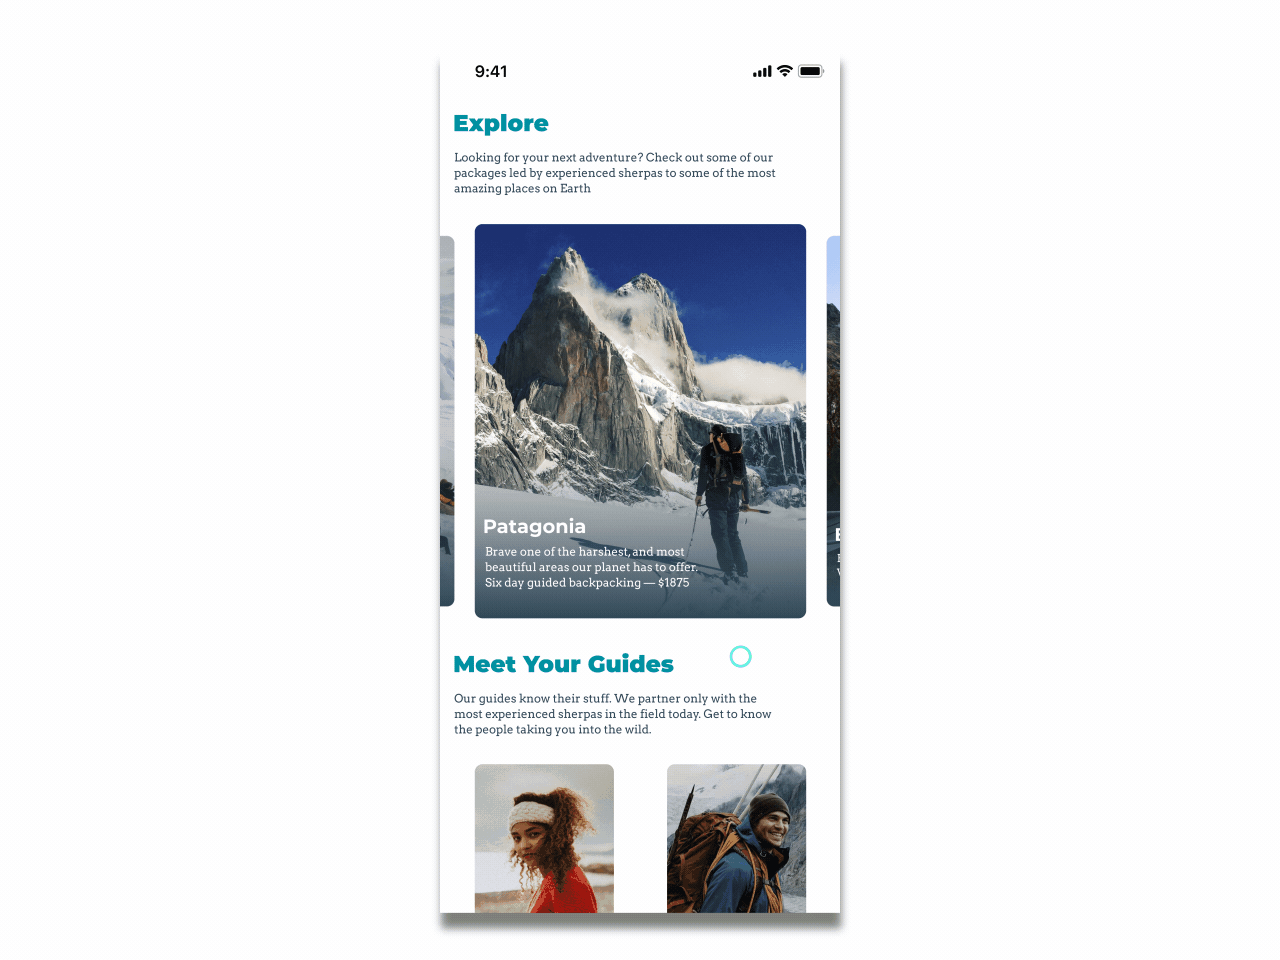 9:41
Explore
Looking for your next adventure? Check out some of our
packages led by experienced sherpas to some of the most
amazing places on Earth
Patagonia
Brave one of the harshest, and most
beautiful areas our planet has to offer.
Six day guided backpacking — $1875
Meet Your Guides
Our guides know their stuff. We partner only with the
most experienced sherpas in the field today. Get to know
the people taking you into the wild.